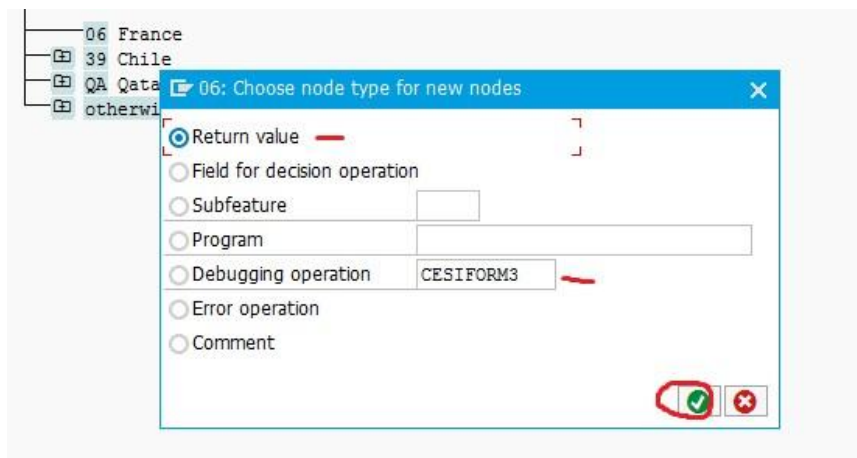 06 France
39 Chile
QA Qata
otherwi
06: Choose node type for new nodes
Return value
Field for decision operation
Subfeature
Program
Debugging operation CESIFORM3
Error operation
Comment